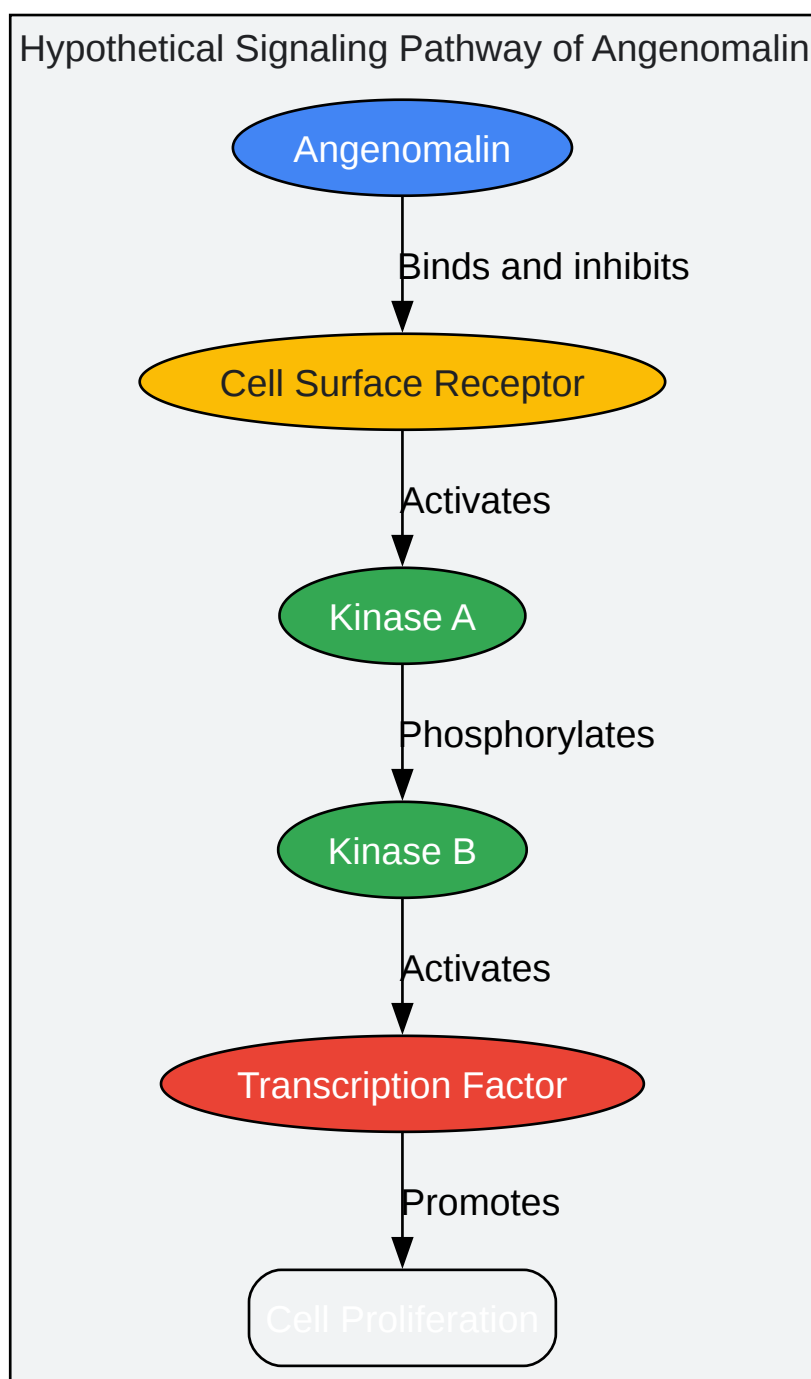 Hypothetical Signaling Pathway of Angenomalin
Angenomalin
Binds and inhibits
Cell Surface Receptor
Activates
Kinase A
Phosphorylates
Kinase B
Activates
Transcription Factor
Promotes
Cell Proliferation